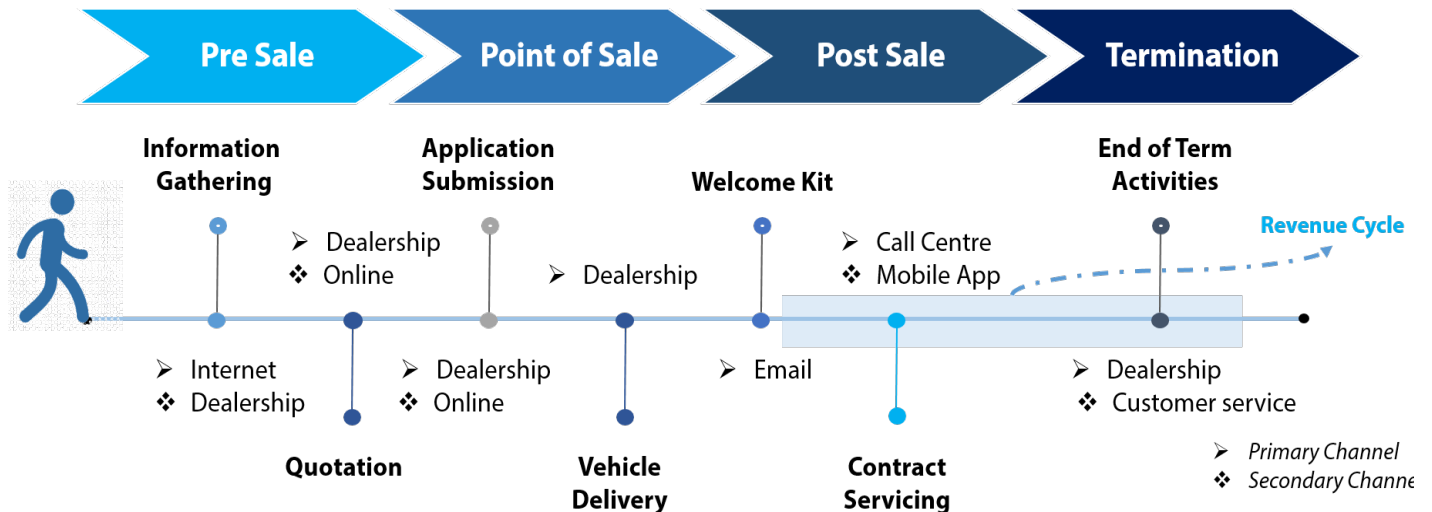 Pre Sale
Point of Sale
Post Sale
Termination
Information
Gathering
Application
Submission
Welcome Kit
End of Term
Activities
Revenue Cycle
Dealership
Online
Dealership
Call Centre
Mobile App
Internet
Dealership
Dealership
Online
Email
Dealership
Customer service
Quotation
Vehicle
Delivery
Contract
Servicing
Primary Channel
Secondary Channe